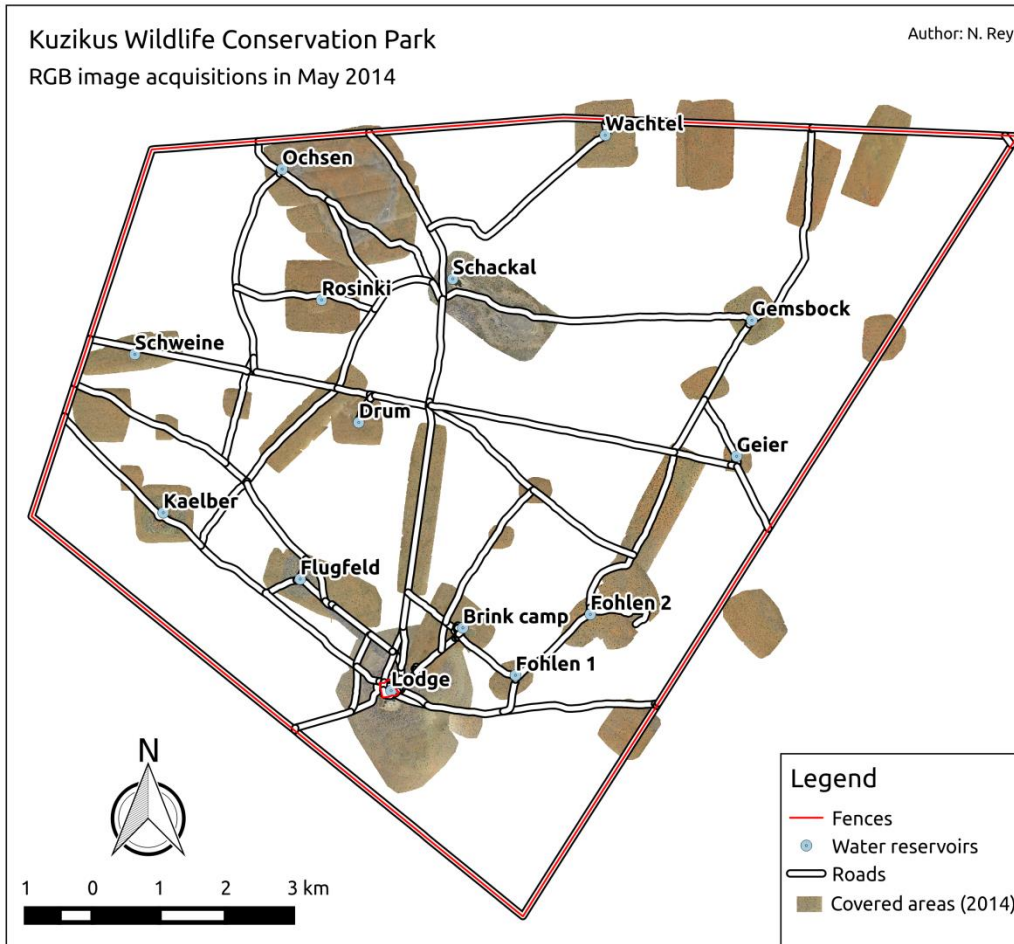 Kuzikus Wildlife Conservation Park
Author: N. Rey
RGB image acquisitions in May 2014
Wachtel
Ochsen
Schackal
Rosinki
Gemsbock
Schweine
Drum
Geier
Kaelber
Flugfeld
Brink camp
Fohlen 2
Fohlen 1
Lodge
N
Legend
Fences
Water reservoirs
Roads
Covered areas (2014)
1 0 1 2 3 km